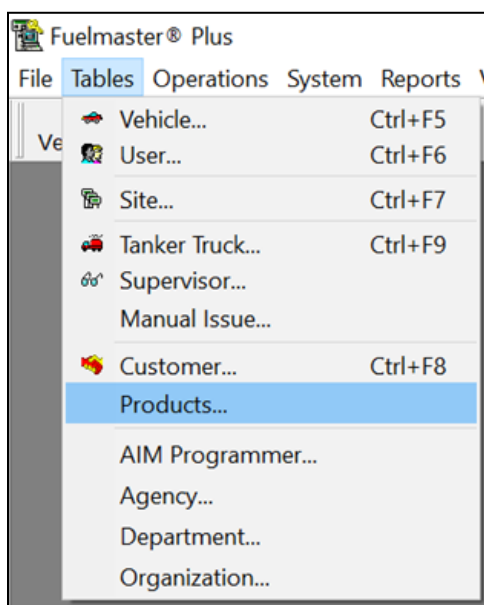 Fuelmaster® Plus
File Tables Operations System Reports
Ve
Vehicle... Ctrl+F5
User... Ctrl+F6
Site... Ctrl+F7
Tanker Truck... Ctrl+F9
Supervisor...
Manual Issue...
Customer... Ctrl+F8
Products...
AIM Programmer...
Agency...
Department...
Organization...